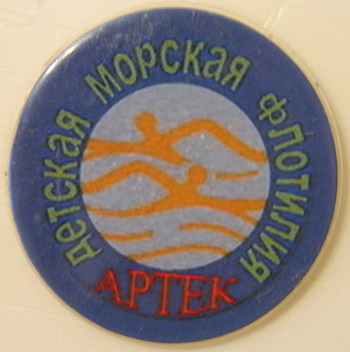 детская морская флотилия
АРТЕК